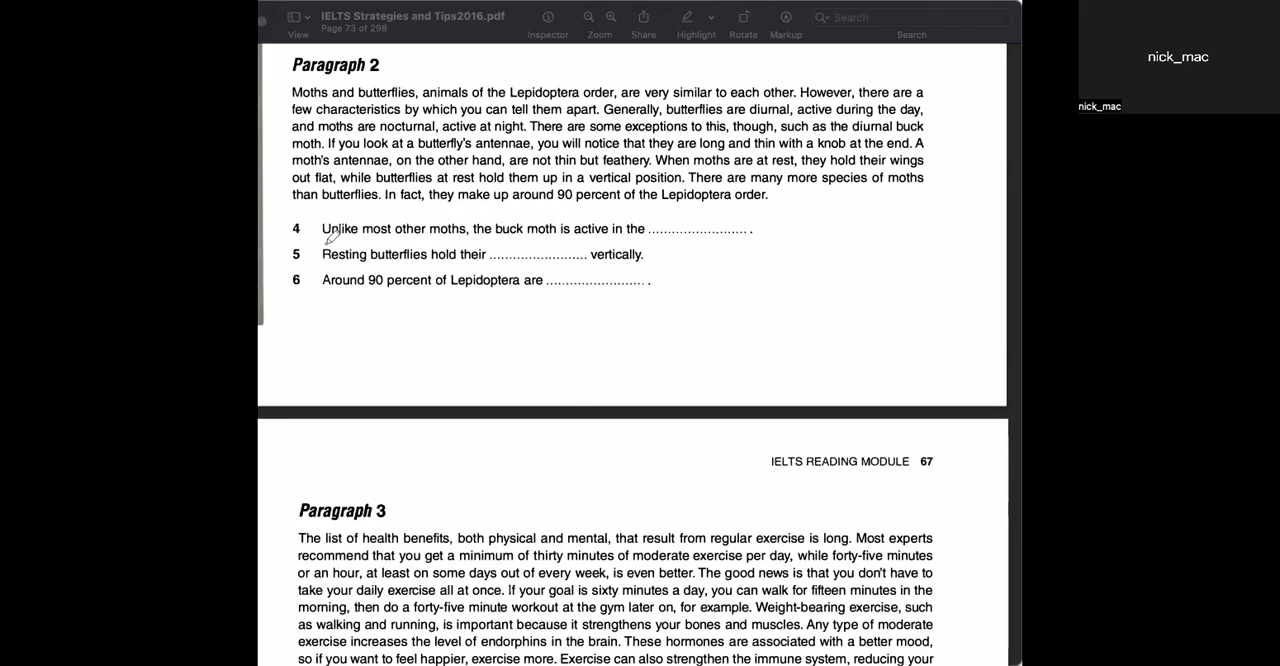 IELTS Strategies and Tips2016.pdf
Page 73 of 298
View
Inspector
Zoom
Share
Highlight
Rotate
Markup
Search
Search
nick_mac
nick_mac
Paragraph 2
Moths and butterflies, animals of the Lepidoptera order, are very similar to each other. However, there are a
few characteristics by which you can tell them apart. Generally, butterflies are diurnal, active during the day,
and moths are nocturnal, active at night. There are some exceptions to this, though, such as the diurnal buck
moth. If you look at a butterfly's antennae, you will notice that they are long and thin with a knob at the end. A
moth's antennae, on the other hand, are not thin but feathery. When moths are at rest, they hold their wings
out flat, while butterflies at rest hold them up in a vertical position. There are many more species of moths
than butterflies. In fact, they make up around 90 percent of the Lepidoptera order.
4 Unlike most other moths, the buck moth is active in the ......................... .
5 Resting butterflies hold their ......................... vertically.
6 Around 90 percent of Lepidoptera are ......................... .
IELTS READING MODULE 67
Paragraph 3
The list of health benefits, both physical and mental, that result from regular exercise is long. Most experts
recommend that you get a minimum of thirty minutes of moderate exercise per day, while forty-five minutes
or an hour, at least on some days out of every week, is even better. The good news is that you don't have to
take your daily exercise all at once. If your goal is sixty minutes a day, you can walk for fifteen minutes in the
morning, then do a forty-five minute workout at the gym later on, for example. Weight-bearing exercise, such
as walking and running, is important because it strengthens your bones and muscles. Any type of moderate
exercise increases the level of endorphins in the brain. These hormones are associated with a better mood,
so if you want to feel happier, exercise more. Exercise can also strengthen the immune system, reducing your